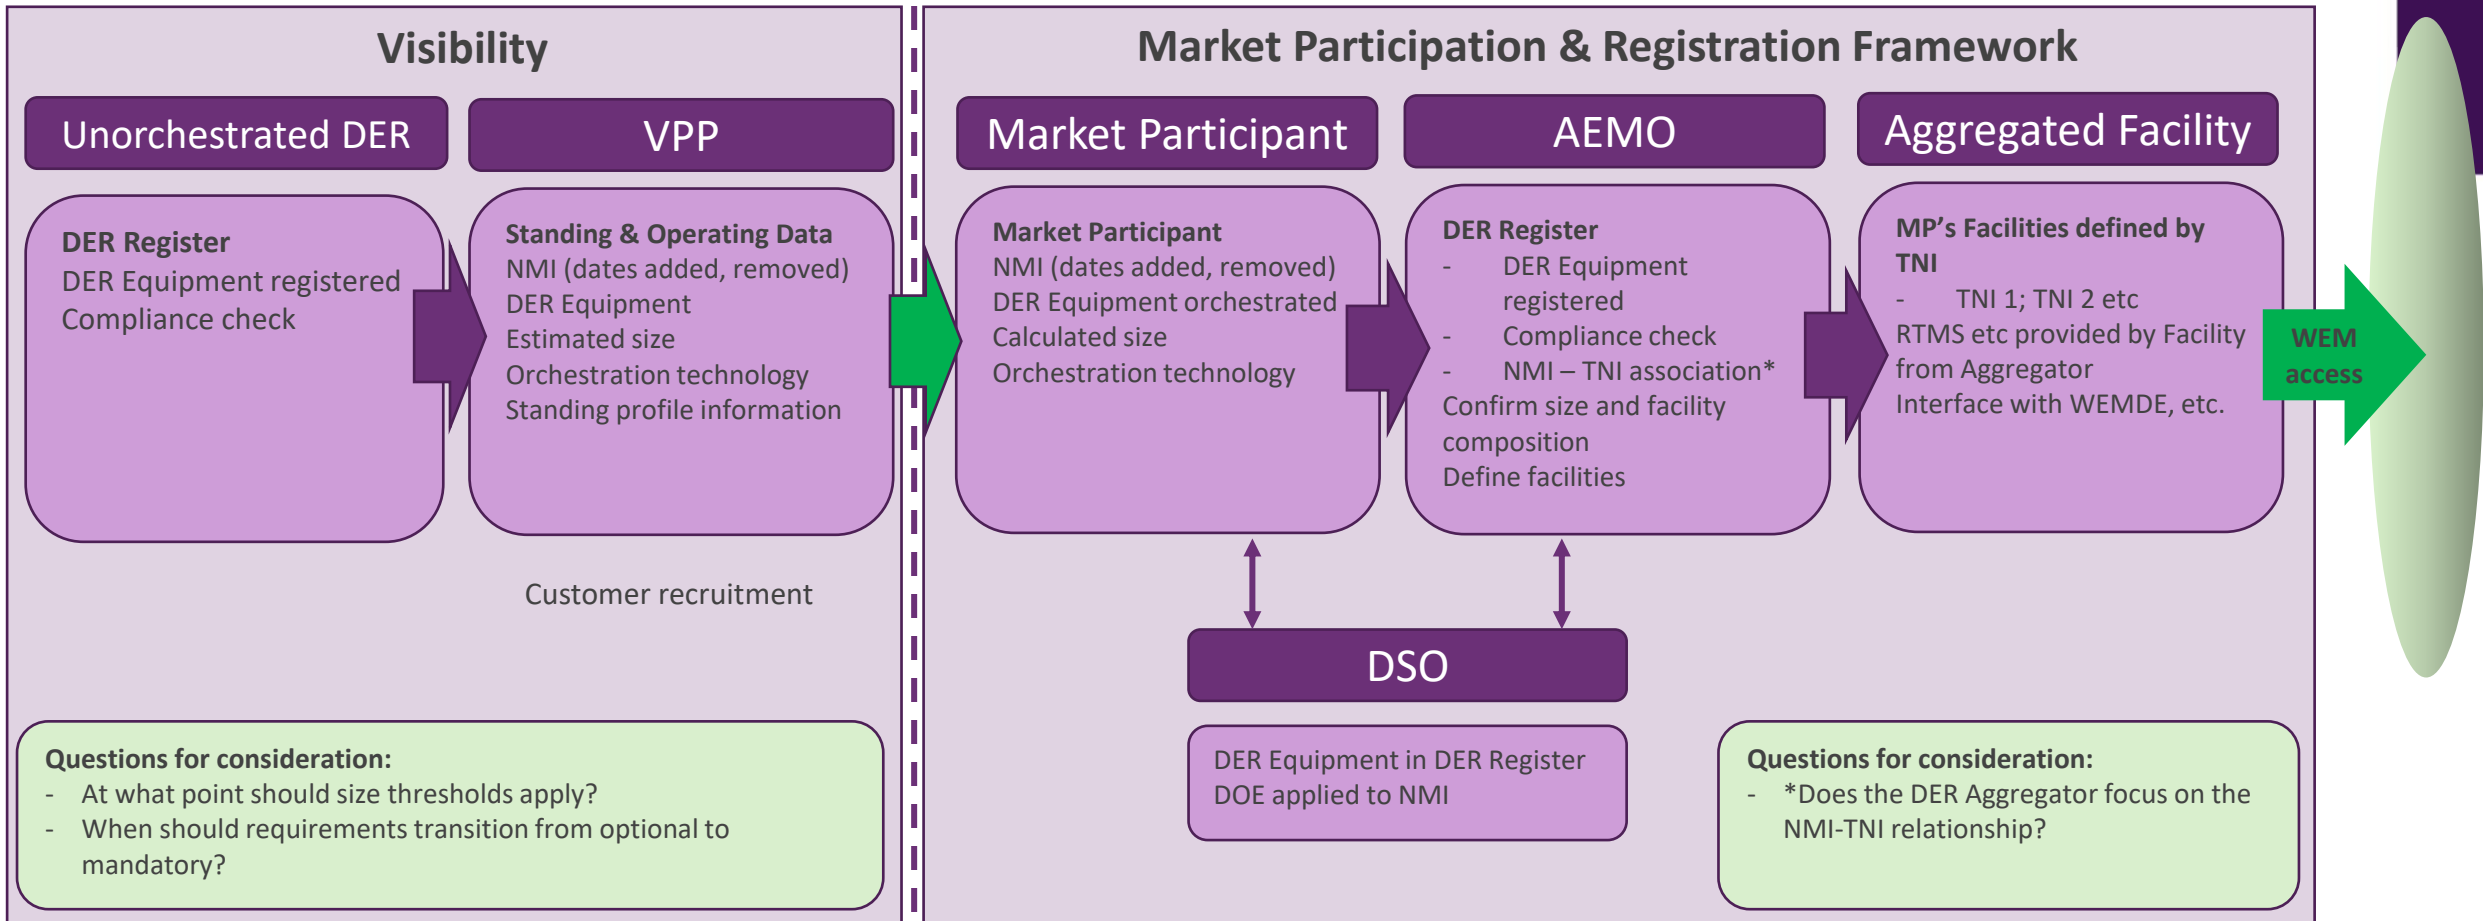 Visibility
Unorchestrated DER
DER Register
DER Equipment registered
Compliance check
VPP
Standing & Operating Data
NMI (dates added, removed)
DER Equipment
Estimated size
Orchestration technology
Standing profile information
Customer recruitment
Questions for consideration:
- At what point should size thresholds apply?
- When should requirements transition from optional to
mandatory?
Market Participation & Registration Framework
Market Participant
Market Participant
NMI (dates added, removed)
DER Equipment orchestrated
Calculated size
Orchestration technology
AEMO
DER Register
- DER Equipment
registered
- Compliance check
- NMI – TNI association*
Confirm size and facility
composition
Define facilities
Aggregated Facility
MP’s Facilities defined by
TNI
- TNI 1; TNI 2 etc
RTMS etc provided by Facility
from Aggregator
Interface with WEMDE, etc.
WEM
access
DSO
DER Equipment in DER Register
DOE applied to NMI
Questions for consideration:
- *Does the DER Aggregator focus on the
NMI-TNI relationship?